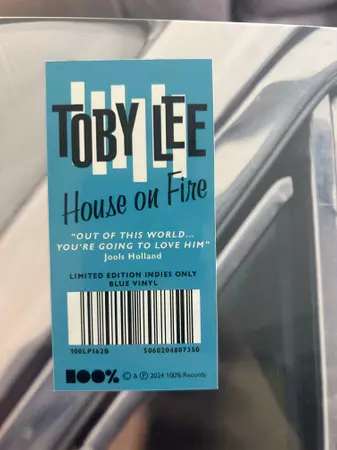 TOBY LEE
House on Fire
"OUT OF THIS WORLD...
YOU'RE GOING TO LOVE HIM"
Jools Holland
LIMITED EDITION INDIES ONLY
BLUE VINYL
100LP162B 5060204807350
100% © & ℗ 2024 100% Records